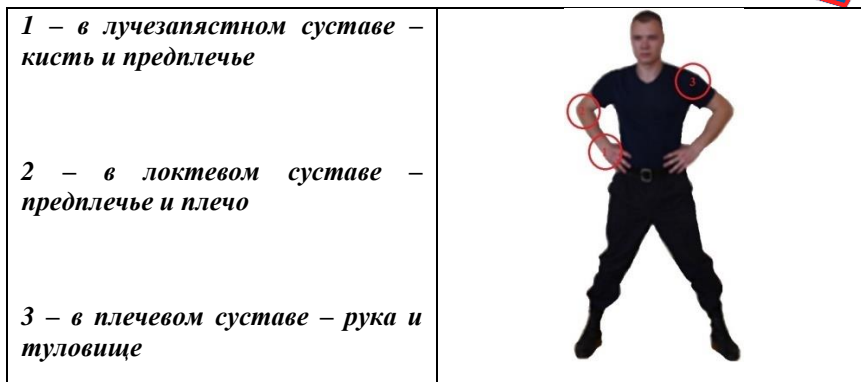 1 – в лучезапястном суставе –
кисть и предплечье
2 – в локтевом суставе –
предплечье и плечо
3 – в плечевом суставе – рука и
туловище
3